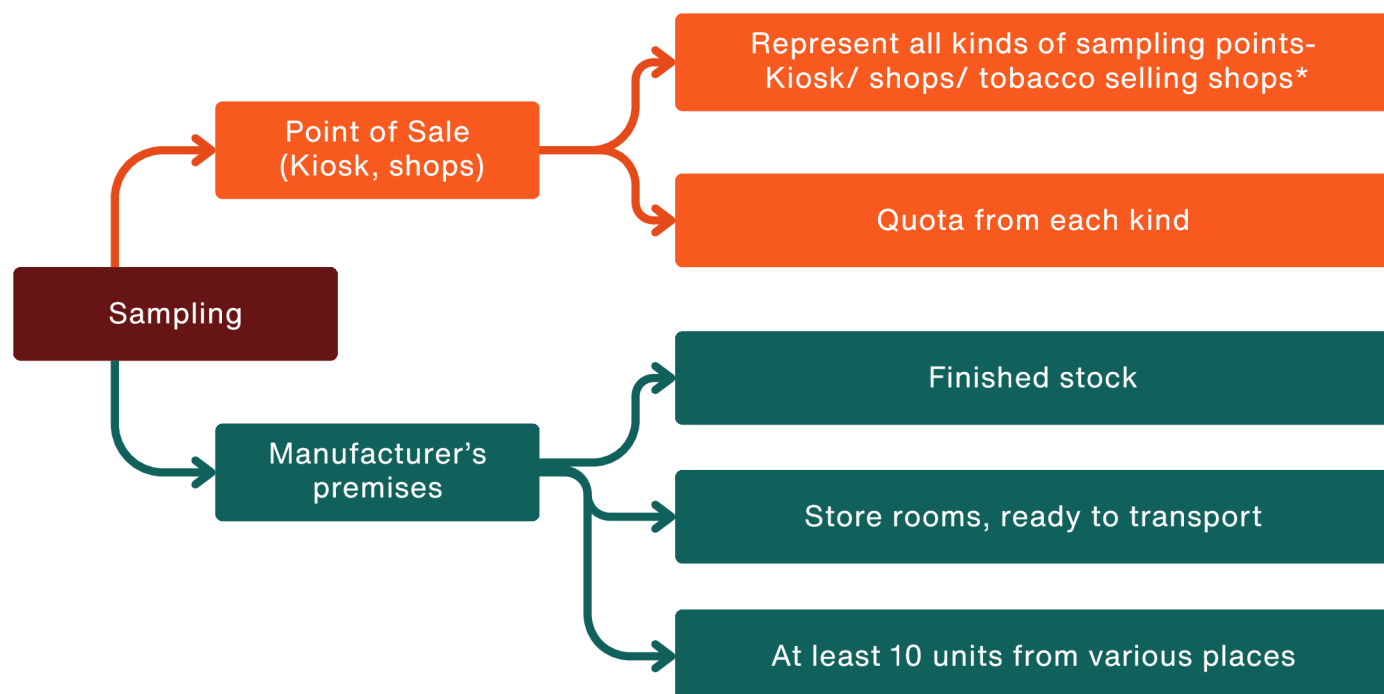 Represent all kinds of sampling points-
Kiosk/ shops/ tobacco selling shops*
Point of Sale
(Kiosk, shops)
Quota from each kind
Sampling
Finished stock
Manufacturer’s
premises
Store rooms, ready to transport
At least 10 units from various places